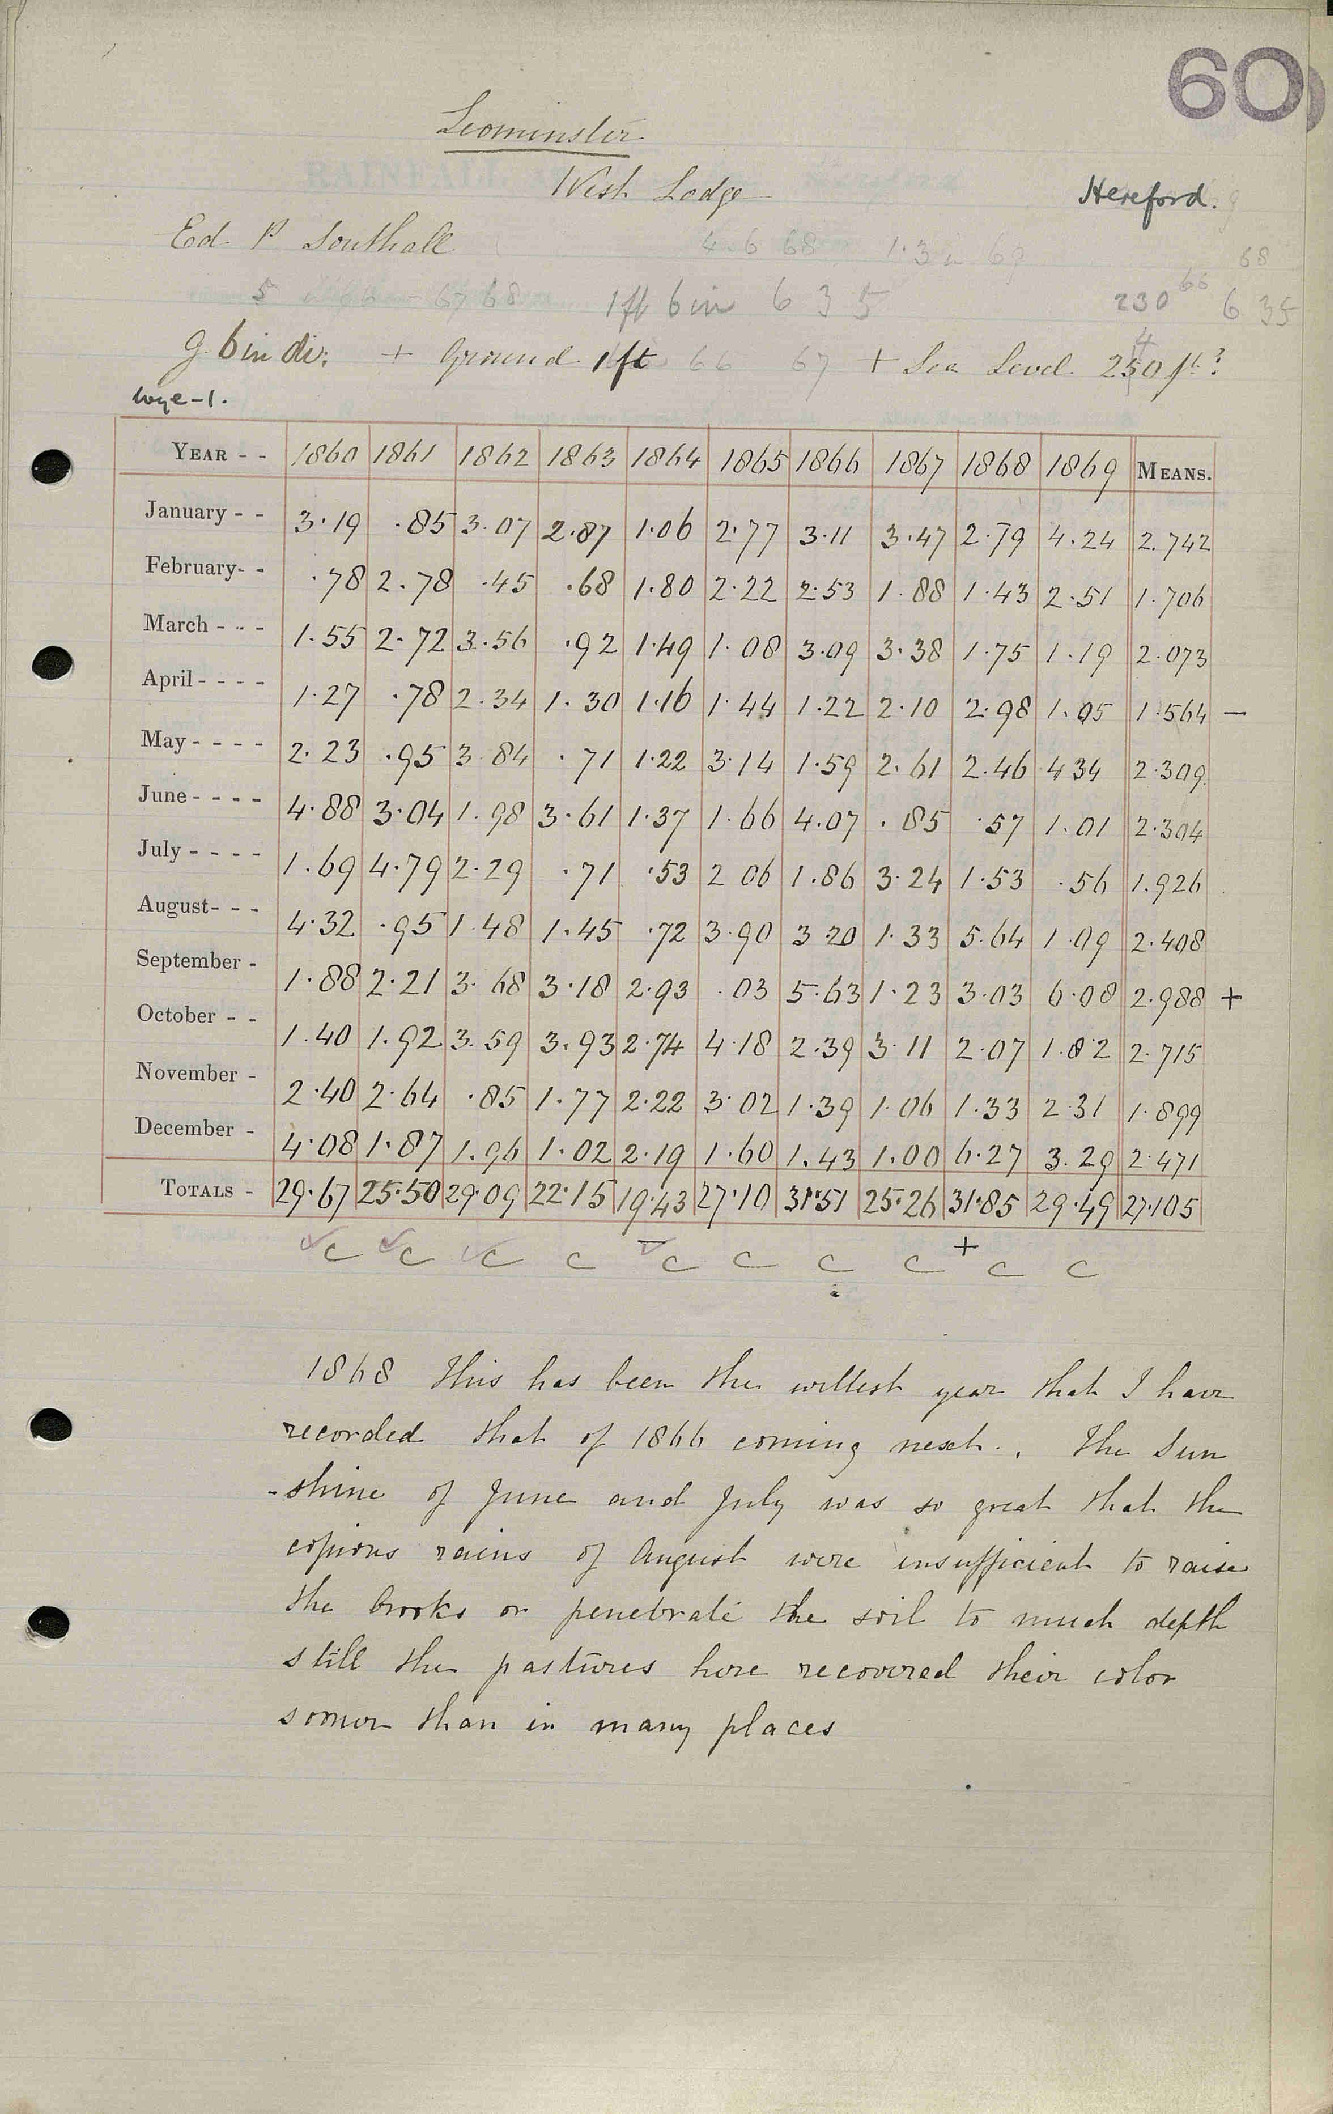 60
Leominster
West Lodge
Hereford.
Ed P Southall
4 6 68 1.3 69
68
5 67 68 1ft 6in 6 3 5 230 66 6 35
g. 6 in di. + Ground 1ft 66 67 + Sea Level 250 ft?
Wye-1.
YEAR - - 1860 1861 1862 1863 1864 1865 1866 1867 1868 1869 MEANS.
January - - 3.19 .85 3.07 2.87 1.06 2.77 3.11 3.47 2.79 4.24 2.742
February- - .78 2.78 .45 .68 1.80 2.22 2.53 1.88 1.43 2.51 1.706
March - - - 1.55 2.72 3.56 .92 1.49 1.08 3.09 3.38 1.75 1.19 2.073
April - - - - 1.27 .78 2.34 1.30 1.16 1.44 1.22 2.10 2.98 1.05 1.564 —
May - - - - 2.23 .95 3 84 .71 1.22 3.14 1.59 2.61 2.46 4 34 2.309
June - - - - 4.88 3.04 1.98 3.61 1.37 1.66 4.07 .85 .57 1.01 2.304
July - - - - 1.69 4.79 2.29 .71 .53 2 06 1.86 3.24 1.53 .56 1.926
August- - - 4.32 .95 1 48 1.45 .72 3.90 3 20 1.33 5.64 1.09 2.408
September - 1.88 2.21 3.68 3.18 2.93 .03 5.63 1.23 3.03 6.08 2.988 +
October - - 1.40 1.92 3.59 3.93 2.74 4.18 2.39 3 11 2.07 1.82 2.715
November - 2.40 2.64 .85 1.77 2.22 3.02 1.39 1.06 1.33 2.31 1.899
December - 4.08 1.87 1.96 1.02 2.19 1.60 1.43 1.00 6.27 3.29 2.471
TOTALS - 29.67 25.50 29.09 22.15 19.43 27.10 31.51 25.26 31.85 29.49 27.105
c c c c c c c c + c c
1868 This has been the wettest year that I have
recorded that of 1866 coming next. The Sun
-shine of June and July was so great that the
copious rains of August were insufficient to raise
the brooks or penetrate the soil to much depth
still the pastures here recovered their color
sooner than in many places